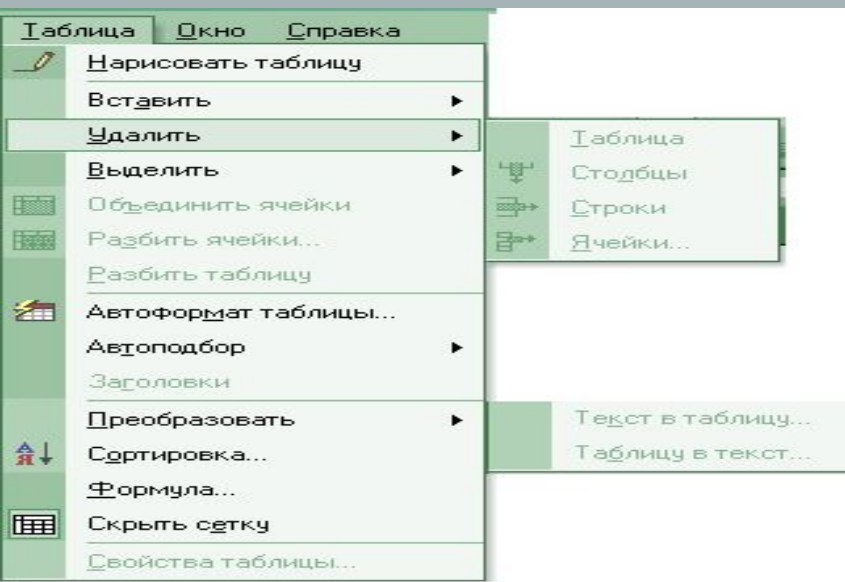 Таблица Окно Справка
Нарисовать таблицу
Вставить
Удалить
Таблица
Столбцы
Строки
Ячейки...
Выделить
Объединить ячейки
Разбить ячейки...
Разбить таблицу
Автоформат таблицы...
Автоподбор
Заголовки
Преобразовать
Текст в таблицу...
Таблицу в текст...
Сортировка...
Формула...
Скрыть сетку
Свойства таблицы...